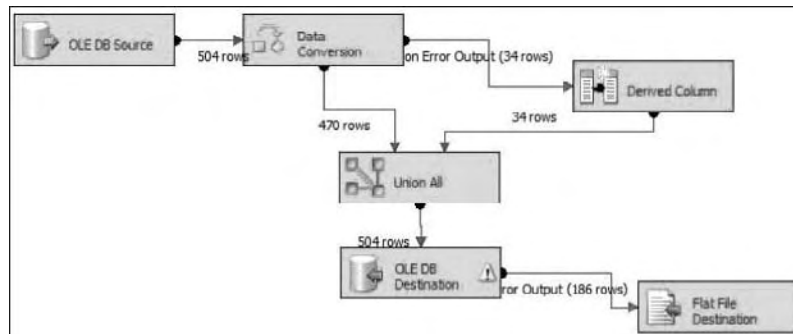 OLE DB Source
504 rows
Data
Conversion
on Error Output (34 rows)
Derived Column
470 rows
34 rows
Union All
504 rows
OLE DB
Destination
ror Output (186 rows)
Flat File
Destination